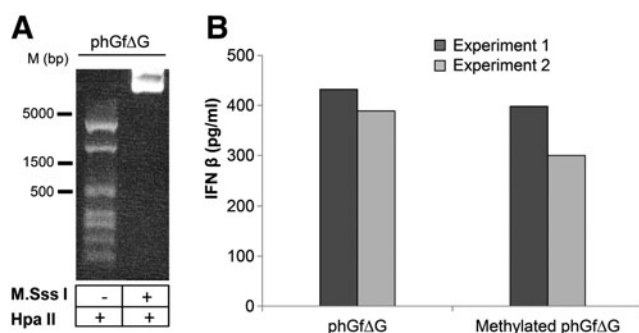 A
phGfΔG
M (bp)
5000
1500
500
M.Sss I - +
Hpa II + +
B
Experiment 1
Experiment 2
IFN β (pg/ml)
500
400
300
200
100
0
phGfΔG
Methylated phGfΔG